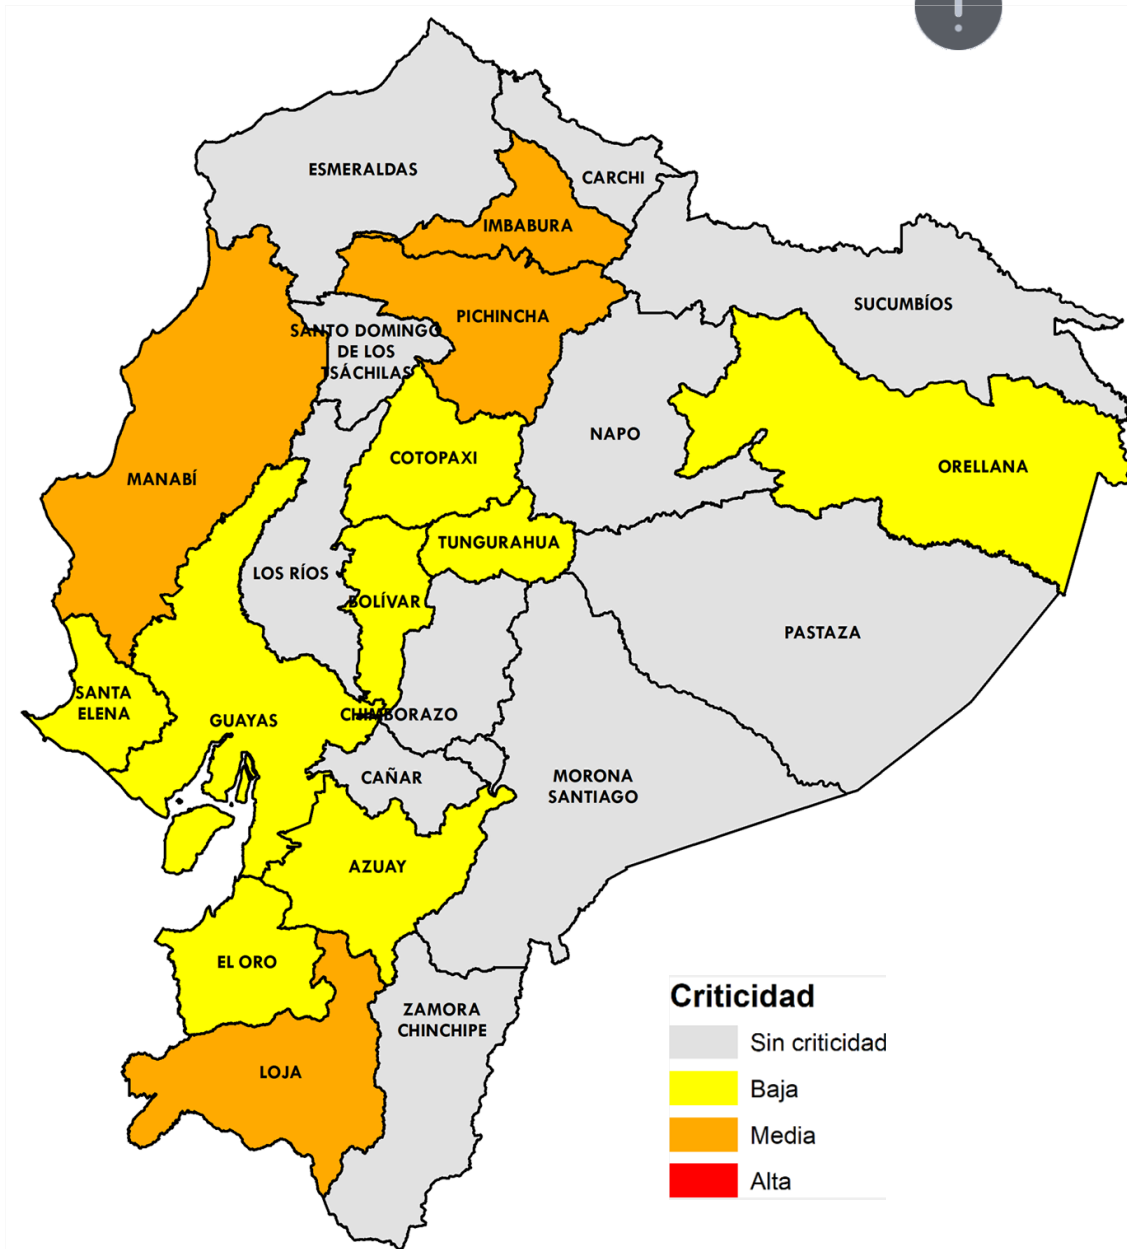 !
ESMERALDAS
CARCHI
IMBABURA
SUCUMBÍOS
PICHINCHA
SANTO DOMINGO
DE LOS
TSÁCHILAS
NAPO
COTOPAXI
ORELLANA
MANABÍ
TUNGURAHUA
LOS RÍOS
BOLÍVAR
PASTAZA
SANTA
ELENA
GUAYAS
CHIMBORAZO
CAÑAR
MORONA
SANTIAGO
AZUAY
EL ORO
ZAMORA
CHINCHIPE
LOJA
Criticidad
Sin criticidad
Baja
Media
Alta